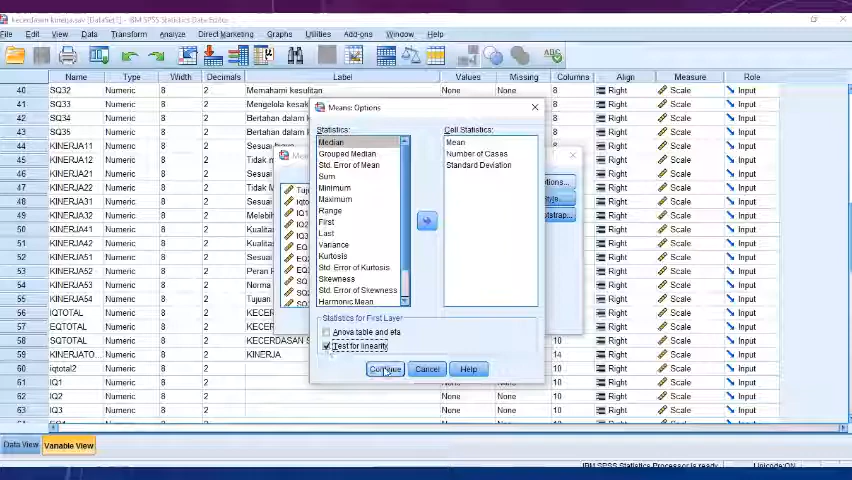 kecerdasan kinerja.sav [DataSet1] - IBM SPSS Statistics Data Editor
File Edit View Data Transform Analyze Direct Marketing Graphs Utilities Add-ons Window Help
Name Type Width Decimals Label Values Missing Columns Align Measure Role
40 SQ32 Numeric 8 2 Memahami kesulitan None None 8 Right Scale Input
41 SQ33 Numeric 8 2 Mengelola kesak None 8 Right Scale Input
42 SQ34 Numeric 8 2 Bertahan dalam None 8 Right Scale Input
43 SQ35 Numeric 8 2 Bertahan dalam None 8 Right Scale Input
44 KINERJA11 Numeric 8 2 Sesuai 8 Right Scale Input
45 KINERJA12 Numeric 8 2 Tidak m 8 Right Scale Input
46 KINERJA21 Numeric 8 2 Mengak 8 Right Scale Input
47 KINERJA22 Numeric 8 2 8 Right Scale Input
48 KINERJA31 Numeric 8 2 Sesuai 8 Right Scale Input
49 KINERJA32 Numeric 8 2 Melebih 8 Right Scale Input
50 KINERJA41 Numeric 8 2 Kualita 8 Right Scale Input
51 KINERJA42 Numeric 8 2 Kualita 8 Right Scale Input
52 KINERJA51 Numeric 8 2 Sesuai 8 Right Scale Input
53 KINERJA52 Numeric 8 2 Peran 8 Right Scale Input
54 KINERJA53 Numeric 8 2 Norma 8 Right Scale Input
55 KINERJA54 Numeric 8 2 Tujuan 8 Right Scale Input
56 IQTOTAL Numeric 8 2 KECER Right Scale Input
57 EQTOTAL Numeric 8 2 KECERD Right Scale Input
58 SQTOTAL Numeric 8 2 KECERDASAN S Right Scale Input
59 KINERJATO... Numeric 8 2 KINERJA None 14 Right Scale Input
60 iqtotal2 Numeric 8 2 None 10 Right Scale Input
61 IQ1 Numeric 8 2 None 10 Right Scale Input
62 IQ2 Numeric 8 2 None None 10 Right Scale Input
63 IQ3 Numeric 8 2 None None 10 Right Scale Input
Means: Options
Statistics:
Median
Grouped Median
Std. Error of Mean
Sum
Minimum
Maximum
Range
First
Last
Variance
Kurtosis
Std. Error of Kurtosis
Skewness
Std. Error of Skewness
Harmonic Mean
Cell Statistics:
Mean
Number of Cases
Standard Deviation
Statistics for First Layer
Anova table and eta
Test for linearity
Continue Cancel Help
Data View Variable View
IBM SPSS Statistics Processor is ready Unicode:ON